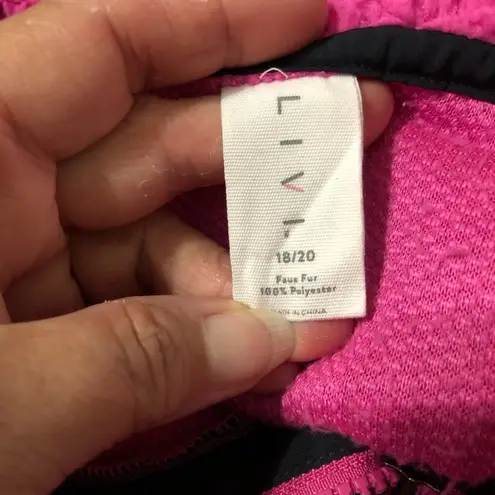 LIVI
18/20
Faux Fur
100% Polyester
MADE IN CHINA